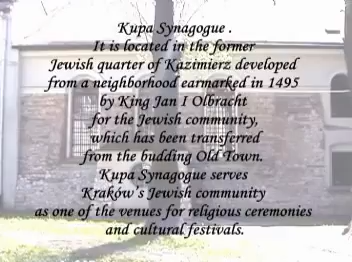 Kupa Synagogue .
It is located in the former
Jewish quarter of Kazimierz developed
from a neighborhood earmarked in 1495
by King Jan I Olbracht
for the Jewish community,
which has been transferred
from the budding Old Town.
Kupa Synagogue serves
Kraków's Jewish community
as one of the venues for religious ceremonies
and cultural festivals.